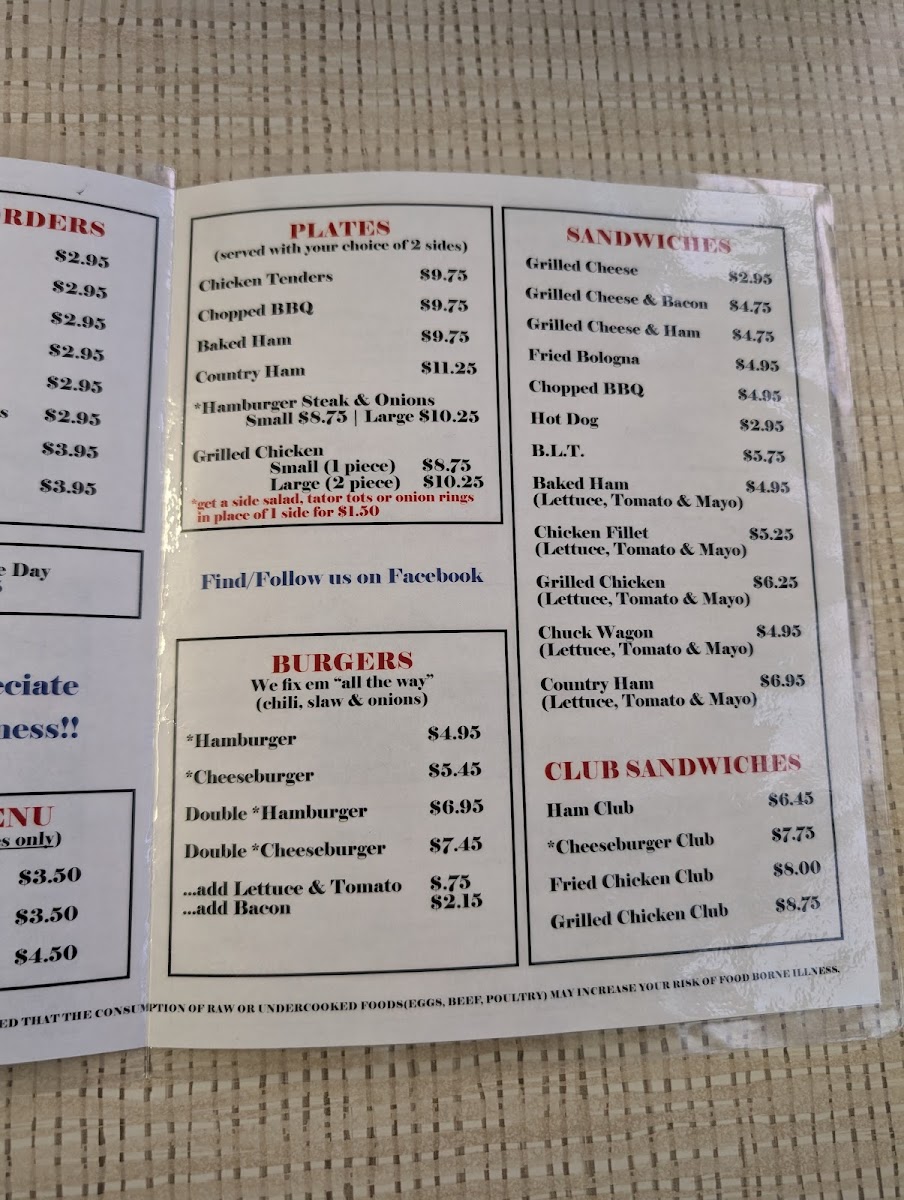 ORDERS
$2.95
$2.95
$2.95
$2.95
$2.95
s $2.95
$3.95
$3.95
e Day
eciate
ness!!
ENU
s only)
$3.50
$3.50
$4.50
PLATES
(served with your choice of 2 sides)
Chicken Tenders $9.75
Chopped BBQ $9.75
Baked Ham $9.75
Country Ham $11.25
*Hamburger Steak & Onions
Small $8.75 | Large $10.25
Grilled Chicken
Small (1 piece) $8.75
Large (2 piece) $10.25
*get a side salad, tator tots or onion rings
in place of 1 side for $1.50
Find/Follow us on Facebook
BURGERS
We fix em “all the way”
(chili, slaw & onions)
*Hamburger $4.95
*Cheeseburger $5.45
Double *Hamburger $6.95
Double *Cheeseburger $7.45
...add Lettuce & Tomato $.75
...add Bacon $2.15
SANDWICHES
Grilled Cheese $2.95
Grilled Cheese & Bacon $4.75
Grilled Cheese & Ham $4.75
Fried Bologna $4.95
Chopped BBQ $4.95
Hot Dog $2.95
B.L.T. $5.75
Baked Ham $4.95
(Lettuce, Tomato & Mayo)
Chicken Fillet $5.25
(Lettuce, Tomato & Mayo)
Grilled Chicken $6.25
(Lettuce, Tomato & Mayo)
Chuck Wagon $4.95
(Lettuce, Tomato & Mayo)
Country Ham $6.95
(Lettuce, Tomato & Mayo)
CLUB SANDWICHES
Ham Club $6.45
*Cheeseburger Club $7.75
Fried Chicken Club $8.00
Grilled Chicken Club $8.75
ED THAT THE CONSUMPTION OF RAW OR UNDERCOOKED FOODS(EGGS, BEEF, POULTRY) MAY INCREASE YOUR RISK OF FOOD BORNE ILLNESS.